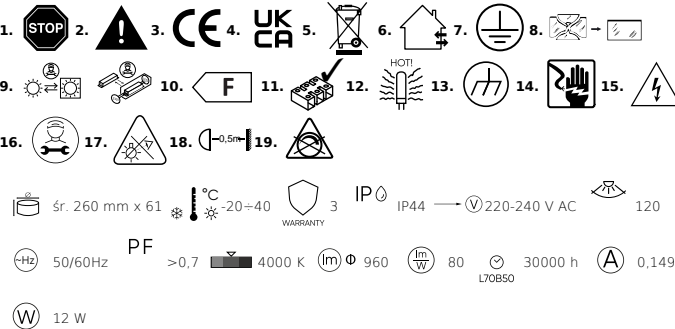 1. STOP 2. 3. CE 4. UK CA 5. 6. 7. 8.
9. 10. F 11. 12. HOT! 13. 14. 15.
16. 17. 18. 0,5m 19.
śr. 260 mm x 61 °C -20÷40 WARRANTY 3 IP IP44 V 220-240 V AC 120
~Hz 50/60Hz PF >0,7 4000 K lm Φ 960 lm/W 80 L70B50 30000 h A 0,149
W 12 W